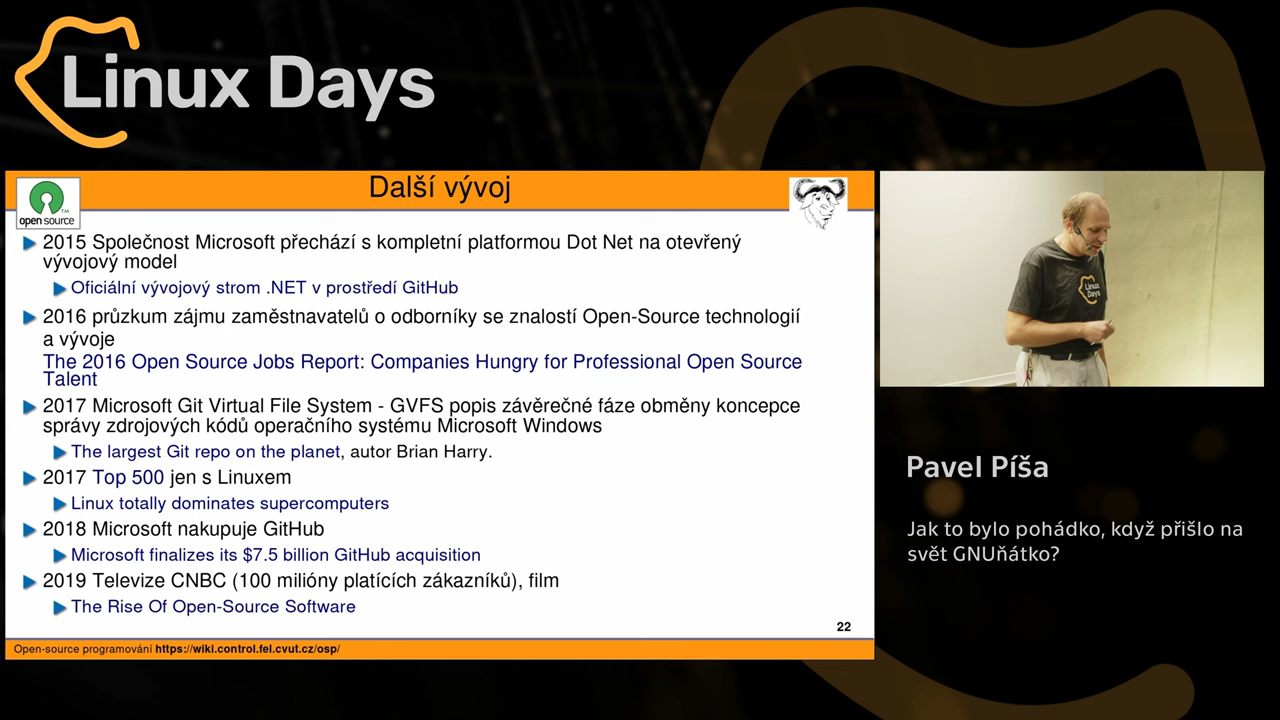 Linux Days
Další vývoj
open source
TM
2015 Společnost Microsoft přechází s kompletní platformou Dot Net na otevřený
vývojový model
Oficiální vývojový strom .NET v prostředí GitHub
2016 průzkum zájmu zaměstnavatelů o odborníky se znalostí Open-Source technologií
a vývoje
The 2016 Open Source Jobs Report: Companies Hungry for Professional Open Source
Talent
2017 Microsoft Git Virtual File System - GVFS popis závěrečné fáze obměny koncepce
správy zdrojových kódů operačního systému Microsoft Windows
The largest Git repo on the planet, autor Brian Harry.
2017 Top 500 jen s Linuxem
Linux totally dominates supercomputers
2018 Microsoft nakupuje GitHub
Microsoft finalizes its $7.5 billion GitHub acquisition
2019 Televize CNBC (100 milióny platících zákazníků), film
The Rise Of Open-Source Software
22
Open-source programování https://wiki.control.fel.cvut.cz/osp/
Linux
Days
Pavel Píša
Jak to bylo pohádko, když přišlo na
svět GNUňátko?